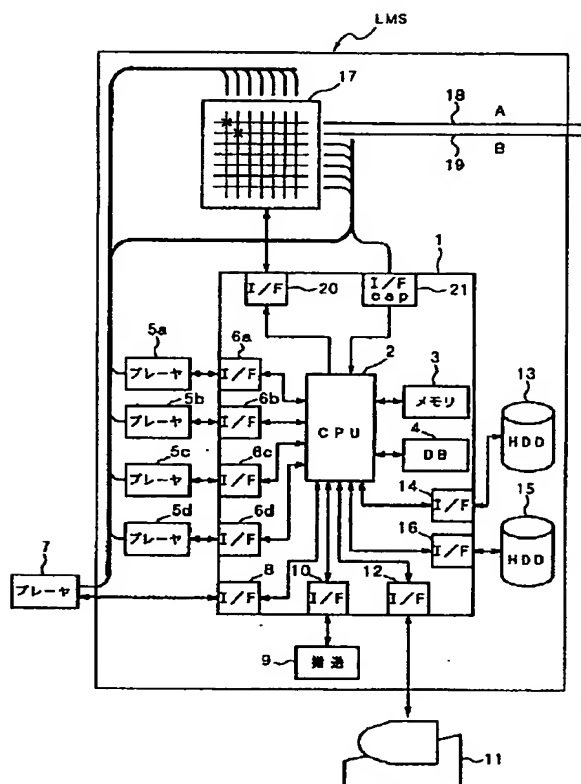 LMS
17
18
A
B
19
1
I/F
20
I/F
cap
21
5a
プレーヤ
6a
I/F
2
CPU
3
メモリ
13
HDD
5b
プレーヤ
6b
I/F
4
DB
5c
プレーヤ
6c
I/F
14
I/F
15
HDD
5d
プレーヤ
6d
I/F
16
I/F
7
プレーヤ
8
I/F
10
I/F
12
I/F
9
搬送
11